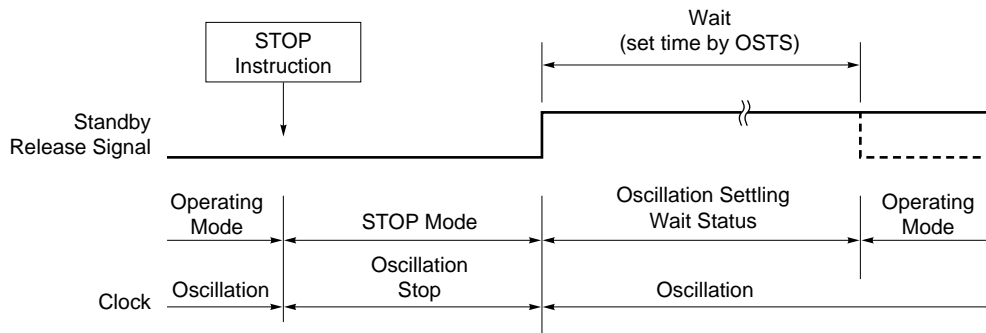 Wait
(set time by OSTS)
STOP
Instruction
Standby
Release Signal
Operating
Mode
STOP Mode
Oscillation Settling
Wait Status
Operating
Mode
Clock
Oscillation
Oscillation
Stop
Oscillation